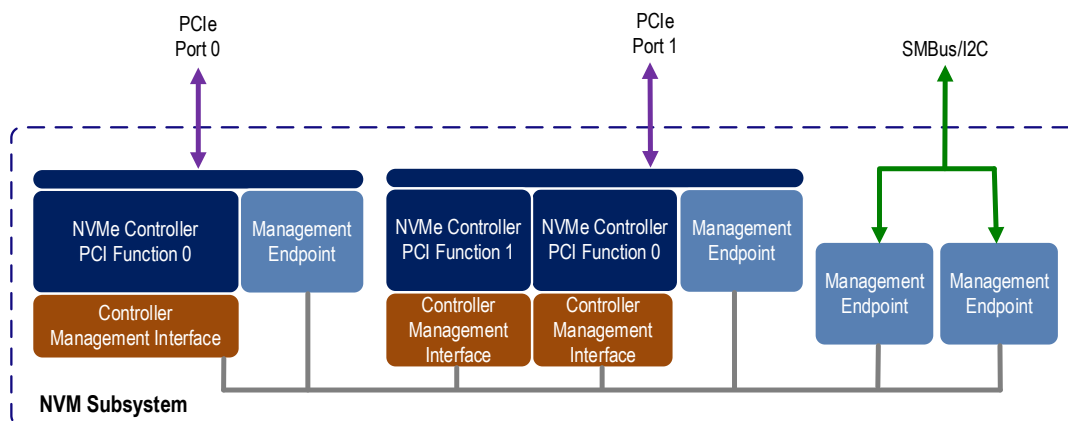 PCIe
Port 0
PCIe
Port 1
SMBus/I2C
NVMe Controller
PCI Function 0
Management
Endpoint
NVMe Controller
PCI Function 1
NVMe Controller
PCI Function 0
Management
Endpoint
Management
Endpoint
Management
Endpoint
Controller
Management Interface
Controller
Management
Interface
Controller
Management
Interface
NVM Subsystem